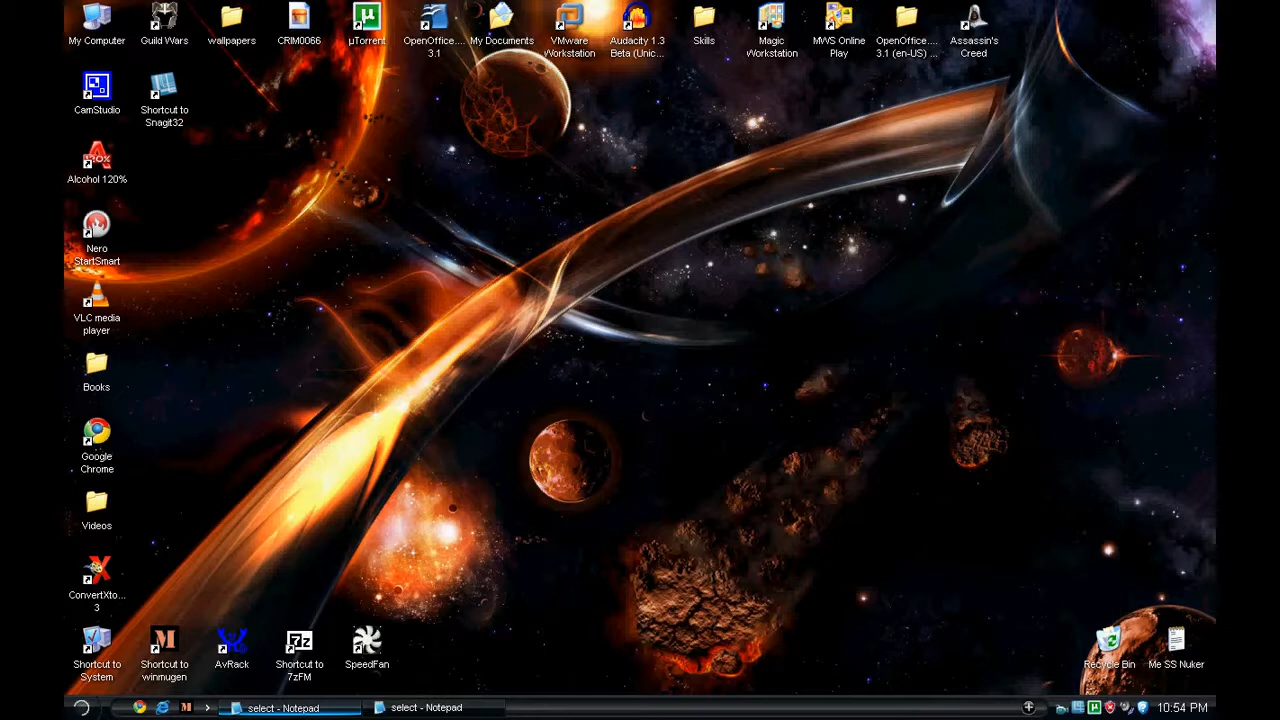 My Computer
Guild Wars
wallpapers
CRIM0066
µTorrent
OpenOffice....
3.1
My Documents
VMware
Workstation
Audacity 1.3
Beta (Unic...
Skills
Magic
Workstation
MWS Online
Play
OpenOffice....
3.1 (en-US) ...
Assassin's
Creed
CamStudio
Shortcut to
Snagit32
Alcohol 120%
Nero
StartSmart
VLC media
player
Books
Google
Chrome
Videos
ConvertXto...
3
Shortcut to
System
Shortcut to
winmugen
AvRack
Shortcut to
7zFM
SpeedFan
Recycle Bin
Me SS Nuker
select - Notepad
select - Notepad
10:54 PM